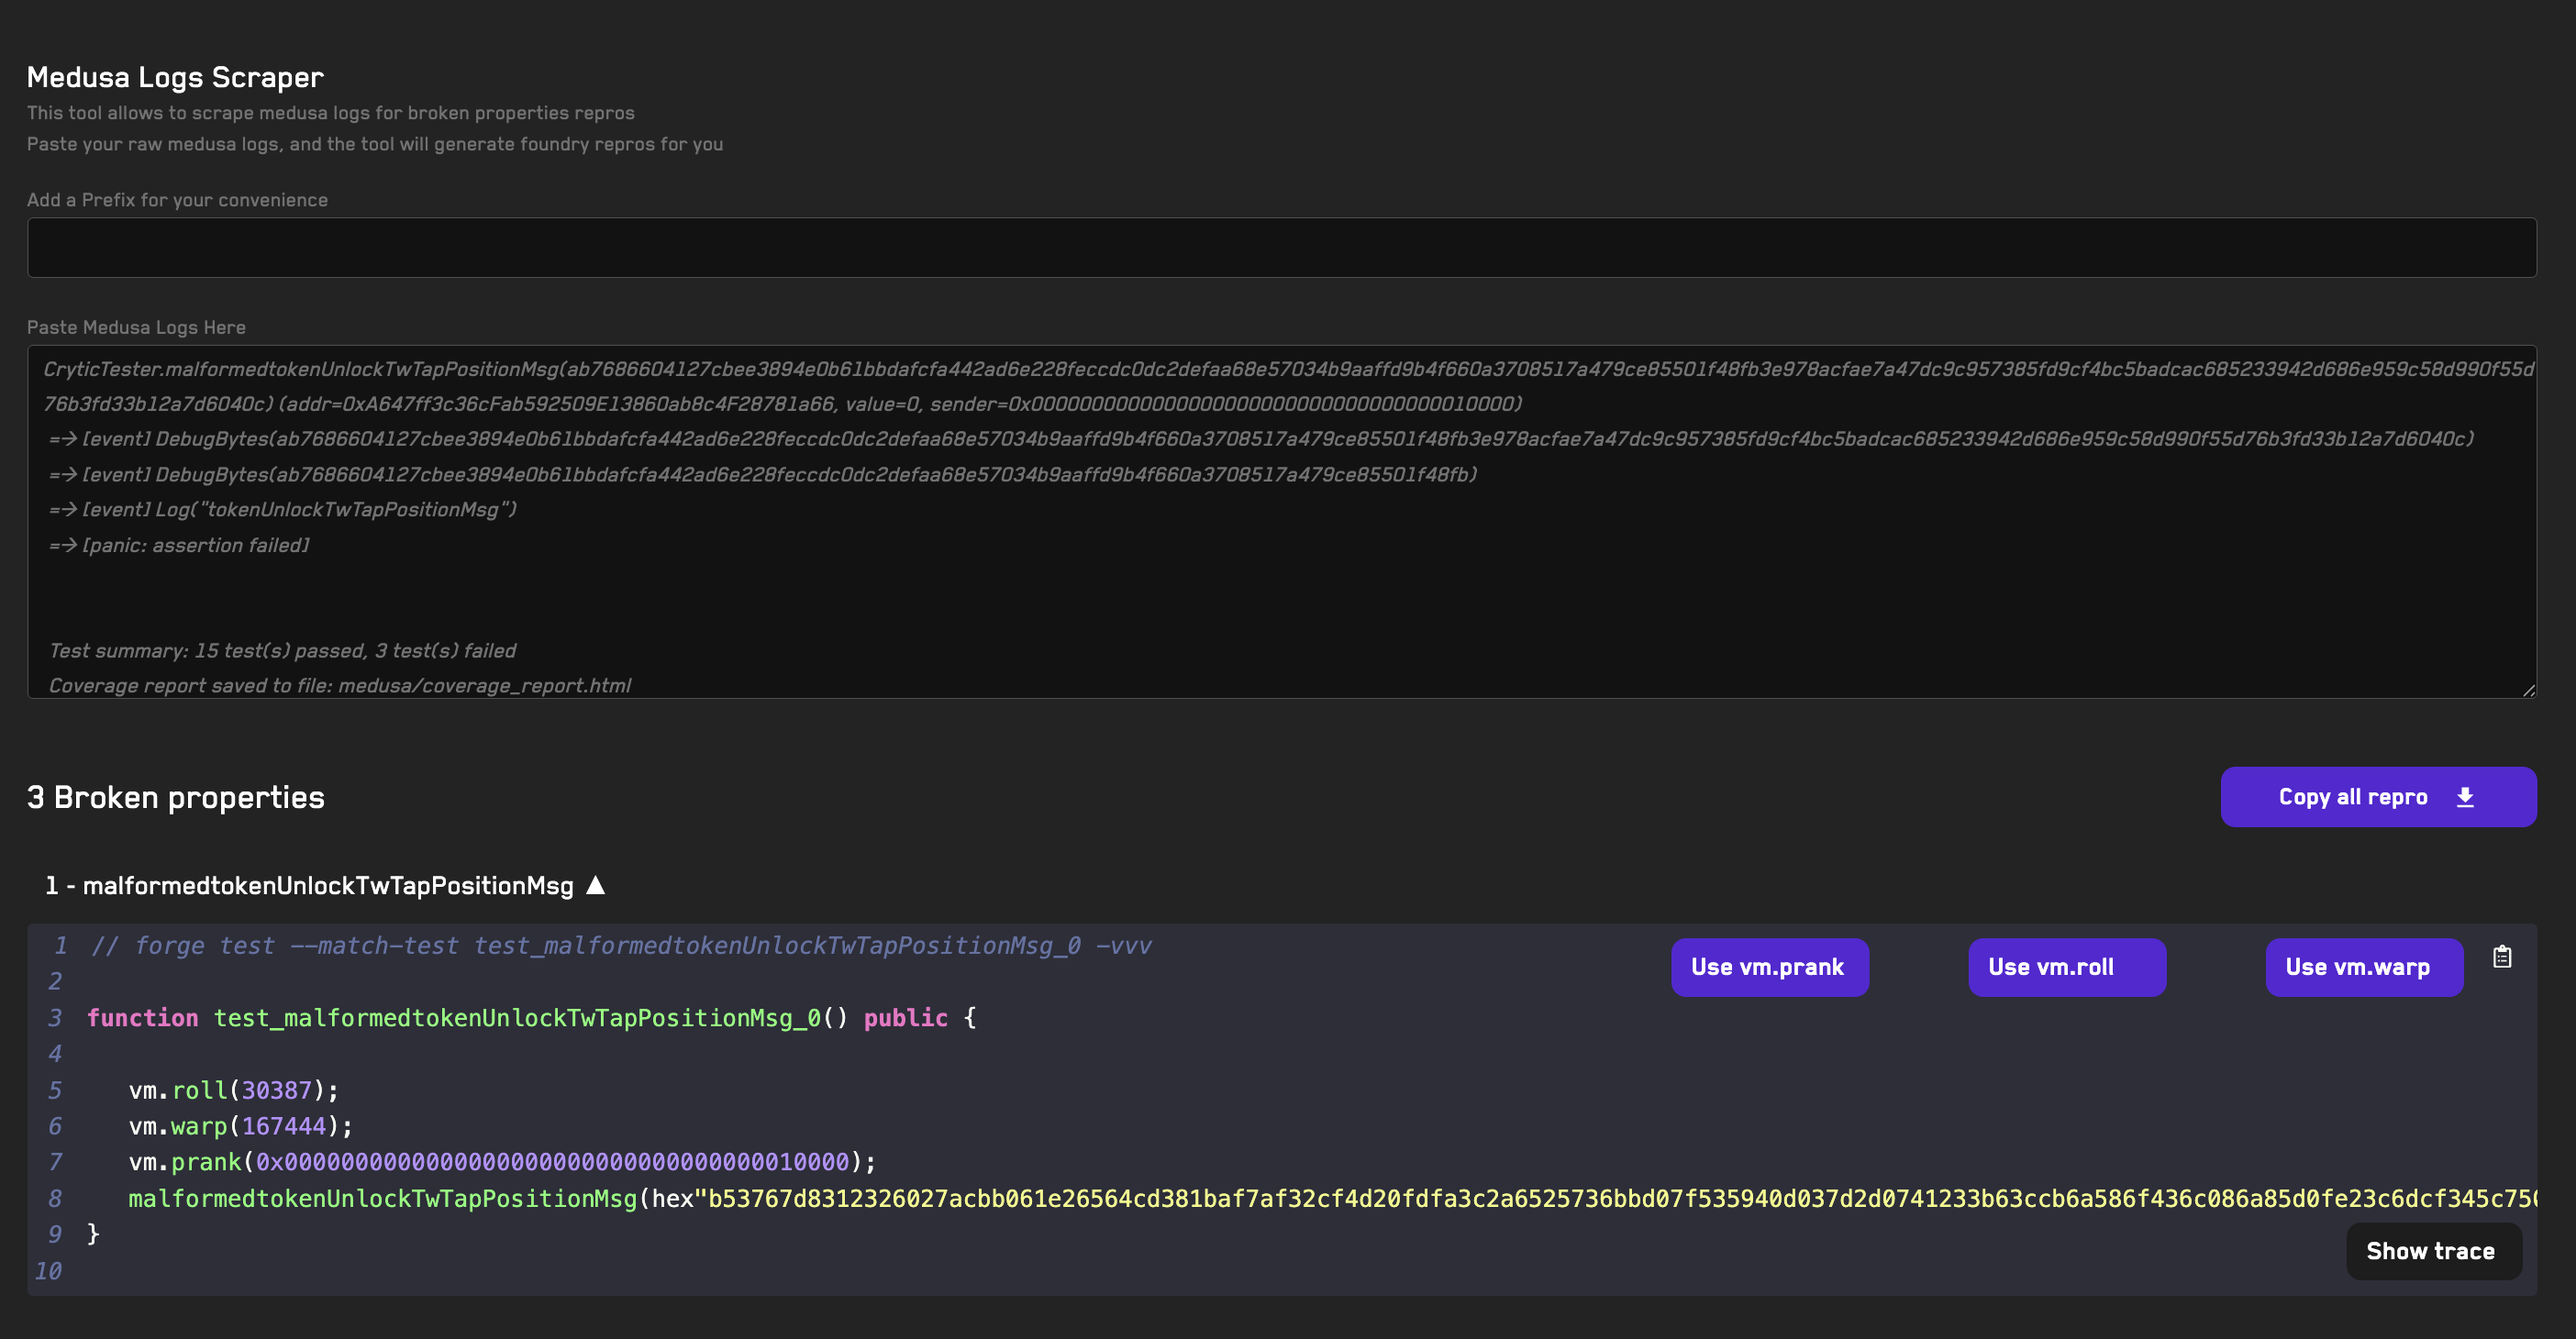 Medusa Logs Scraper
This tool allows to scrape medusa logs for broken properties repros
Paste your raw medusa logs, and the tool will generate foundry repros for you
Add a Prefix for your convenience
Paste Medusa Logs Here
CrypticTester.malformedtokenUnlockTwTapPositionMsg(ab7686604127cbee3894e0b61bbdafcfa442ad6e228feccdc0dc2defaa68e57034b9aaffd9b4f660a3708517a479ce85501f48fb3e978acfae7a47dc9c957385fd9cf4bc5badcac685233942d686e959c58d990f55d
76b3fd33b12a7d6040c) (addr=0xA647ff3c36cFab592509E13860ab8c4F28781a66, value=0, sender=0x0000000000000000000000000000000000010000)
=> [event] DebugBytes(ab7686604127cbee3894e0b61bbdafcfa442ad6e228feccdc0dc2defaa68e57034b9aaffd9b4f660a3708517a479ce85501f48fb3e978acfae7a47dc9c957385fd9cf4bc5badcac685233942d686e959c58d990f55d76b3fd33b12a7d6040c)
=> [event] DebugBytes(ab7686604127cbee3894e0b61bbdafcfa442ad6e228feccdc0dc2defaa68e57034b9aaffd9b4f660a3708517a479ce85501f48fb)
=> [event] Log("tokenUnlockTwTapPositionMsg")
=> [panic: assertion failed]
Test summary: 15 test(s) passed, 3 test(s) failed
Coverage report saved to file: medusa/coverage_report.html
3 Broken properties
Copy all repro
1 - malformedtokenUnlockTwTapPositionMsg ▲
1 // forge test --match-test test_malformedtokenUnlockTwTapPositionMsg_0 -vvv
Use vm.prank
Use vm.roll
Use vm.warp
2
3 function test_malformedtokenUnlockTwTapPositionMsg_0() public {
4
5 vm.roll(30387);
6 vm.warp(167444);
7 vm.prank(0x0000000000000000000000000000000000010000);
8 malformedtokenUnlockTwTapPositionMsg(hex"b53767d8312326027acbb061e26564cd381baf7af32cf4d20fdfa3c2a6525736bbd07f535940d037d2d0741233b63ccb6a586f436c086a85d0fe23c6dcf345c750
9 }
Show trace
10